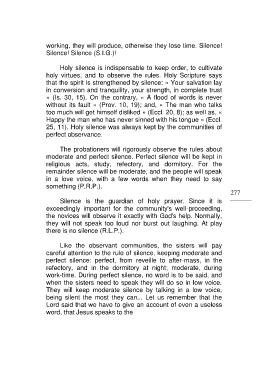 working, they will produce, otherwise they lose time. Silence!
Silence! Silence (S.I.G.)!
Holy silence is indispensable to keep order, to cultivate
holy virtues, and to observe the rules. Holy Scripture says
that the spirit is strengthened by silence: « Your salvation lay
in conversion and tranquility, your strength, in complete trust
» (Is. 30, 15). On the contrary, « A flood of words is never
without its fault » (Prov. 10, 19); and, « The man who talks
too much will get himself disliked » (Eccl. 20, 8); as well as, «
Happy the man who has never sinned with his tongue » (Eccl.
25, 11). Holy silence was always kept by the communities of
perfect observance.
The probationers will rigorously observe the rules about
moderate and perfect silence. Perfect silence will be kept in
religious acts, study, refectory, and dormitory. For the
remainder silence will be moderate, and the people will speak
in a love voice, with a few words when they need to say
something (P.R.P.).
277
Silence is the guardian of holy prayer. Since it is
exceedingly important for the community's well-proceeding,
the novices will observe it exactly with God's help. Normally,
they will not speak too loud nor burst out laughing. At play
there is no silence (R.L.P.).
Like the observant communities, the sisters will pay
careful attention to the rule of silence, keeping moderate and
perfect silence: perfect, from reveille to after-mass, in the
refectory, and in the dormitory at night; moderate, during
work-time. During perfect silence, no word is to be said, and
when the sisters need to speak they will do so in low voice.
They will keep moderate silence by talking in a low voice,
being silent the most they can... Let us remember that the
Lord said that we have to give an account of even a useless
word, that Jesus speaks to the